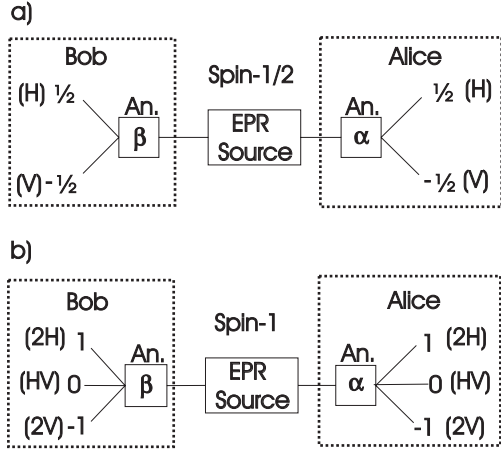 a)
Bob
Spin-1/2
Alice
(H) ½
An.
β
(V) -½
EPR
Source
An.
α
½ (H)
-½ (V)
b)
Bob
Spin-1
Alice
(2H) 1
(HV) 0
(2V) -1
An.
β
EPR
Source
An.
α
1 (2H)
0 (HV)
-1 (2V)